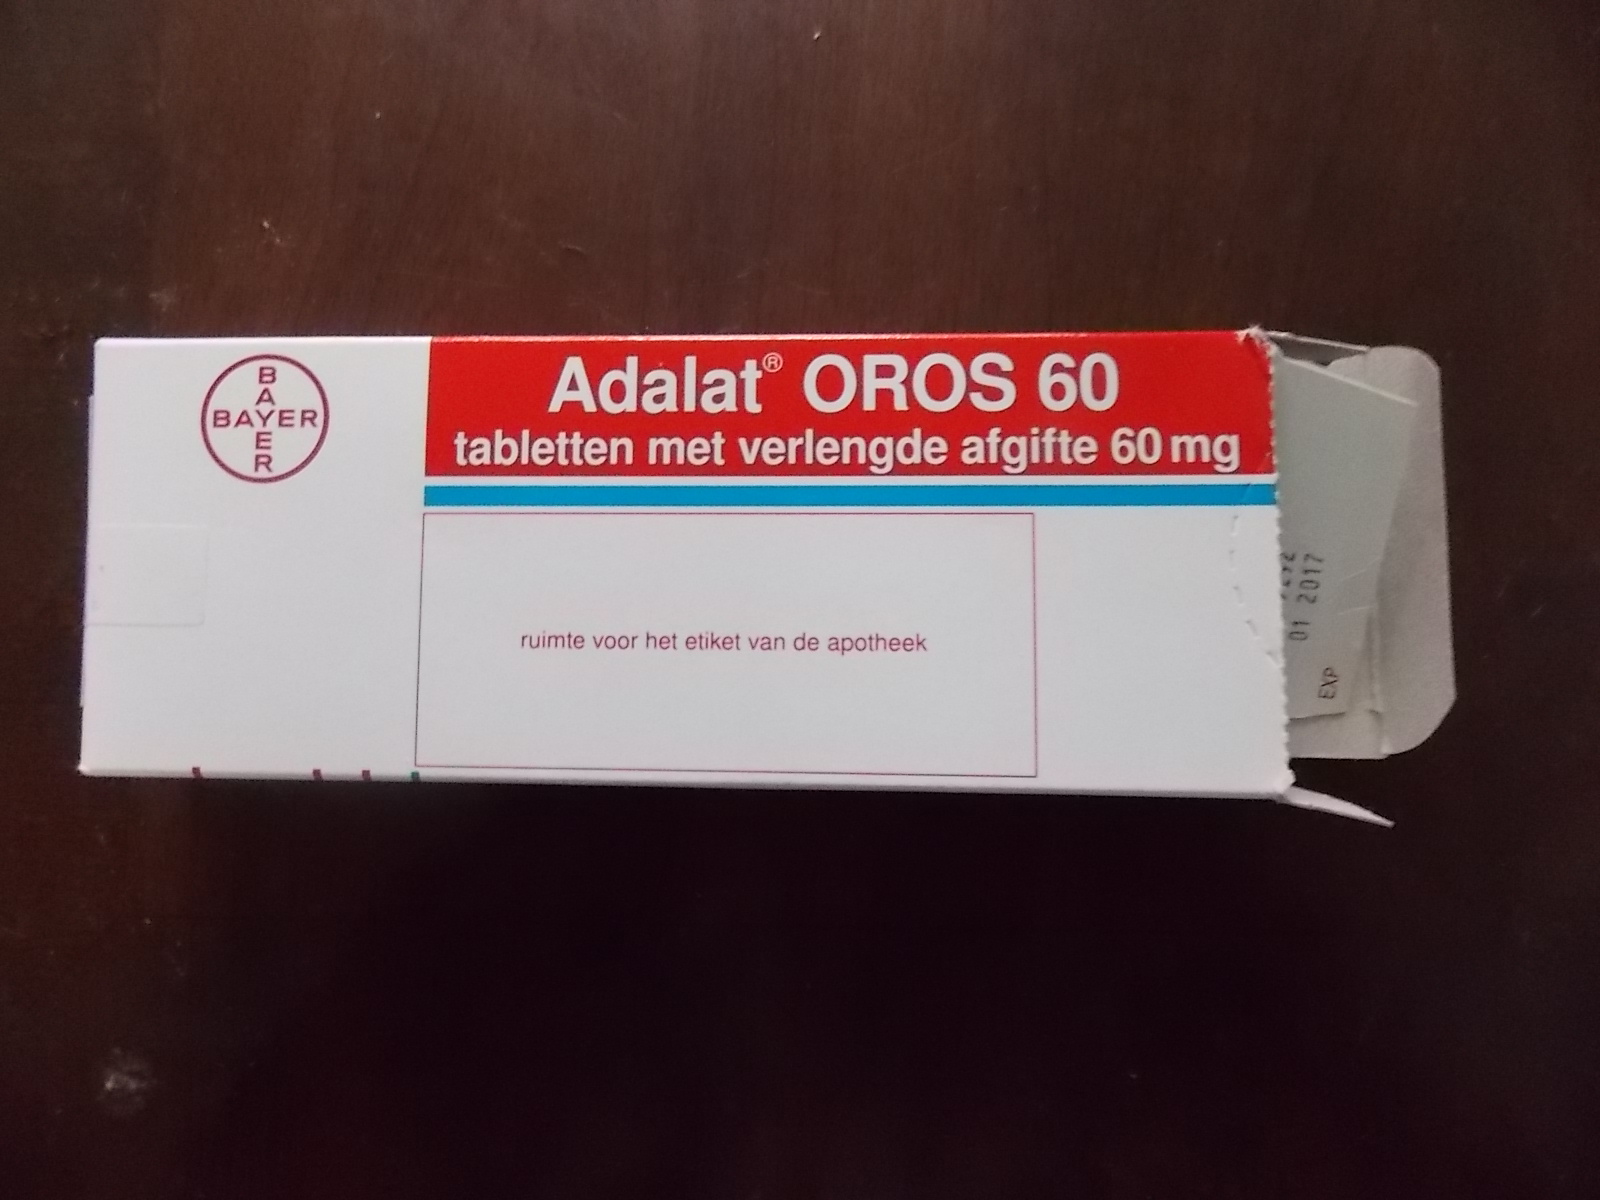 BAYER
BAYER
Adalat® OROS 60
tabletten met verlengde afgifte 60 mg
ruimte voor het etiket van de apotheek
01 2017
EXP